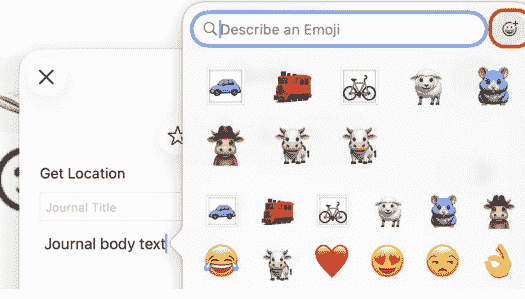 Describe an Emoji
Get Location
Journal Title
Journal body text